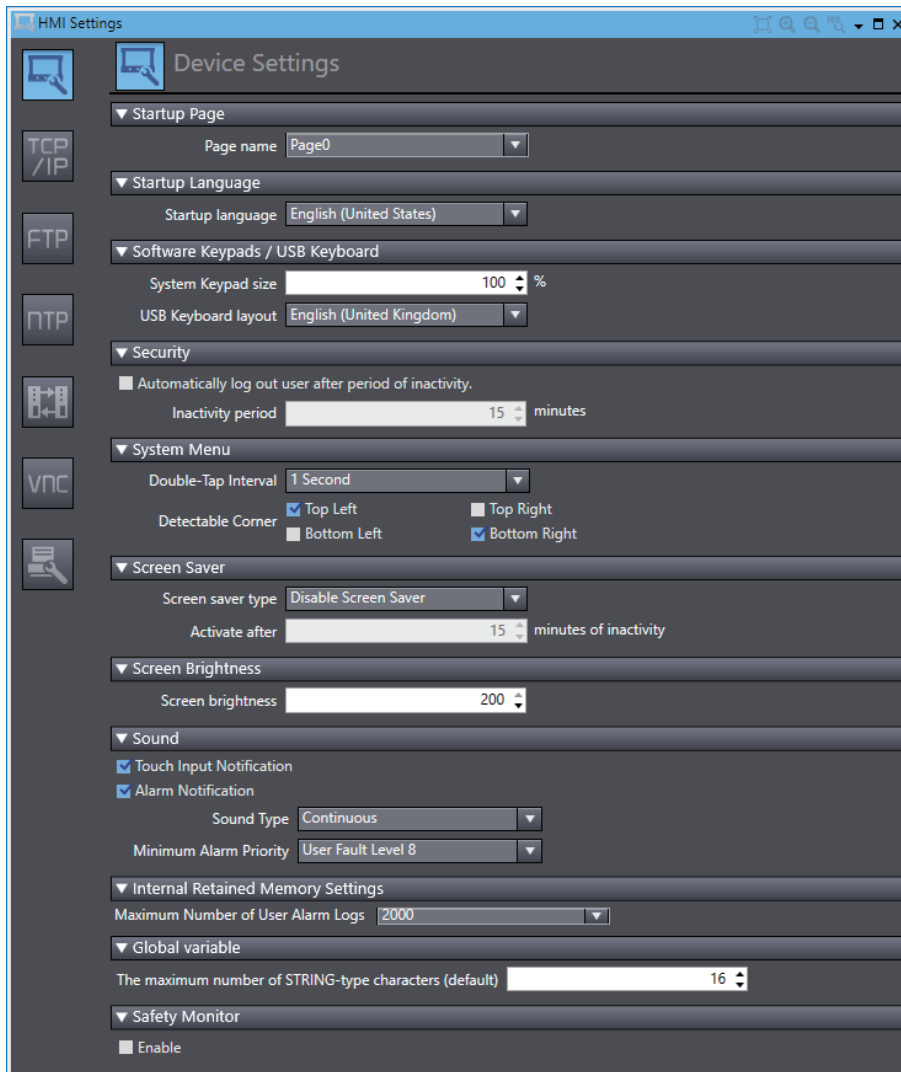 HMI Settings
Device Settings
TCP
/IP
FTP
NTP
VNC
Startup Page
Page name Page0
Startup Language
Startup language English (United States)
Software Keypads / USB Keyboard
System Keypad size 100 %
USB Keyboard layout English (United Kingdom)
Security
Automatically log out user after period of inactivity.
Inactivity period 15 minutes
System Menu
Double-Tap Interval 1 Second
Detectable Corner
Top Left Top Right
Bottom Left Bottom Right
Screen Saver
Screen saver type Disable Screen Saver
Activate after 15 minutes of inactivity
Screen Brightness
Screen brightness 200
Sound
Touch Input Notification
Alarm Notification
Sound Type Continuous
Minimum Alarm Priority User Fault Level 8
Internal Retained Memory Settings
Maximum Number of User Alarm Logs 2000
Global variable
The maximum number of STRING-type characters (default) 16
Safety Monitor
Enable